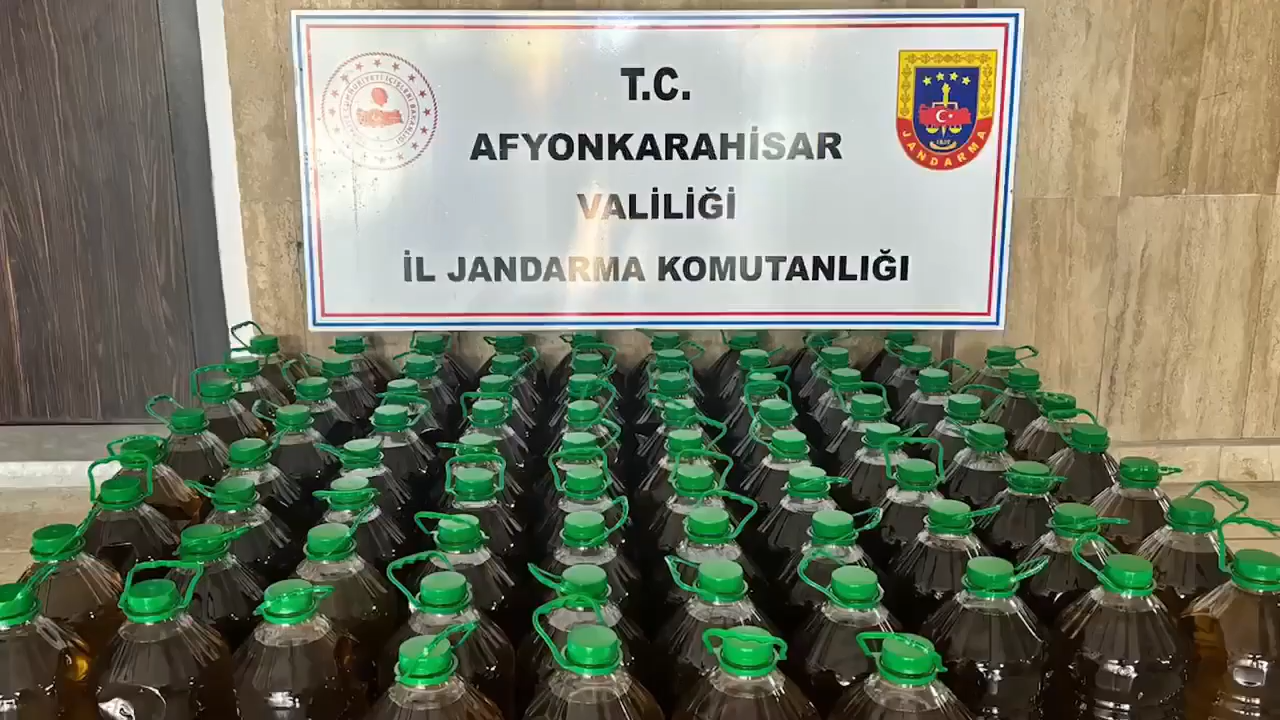 T.C.
AFYONKARAHİSAR
VALİLİĞİ
İL JANDARMA KOMUTANLIĞI
JANDARMA